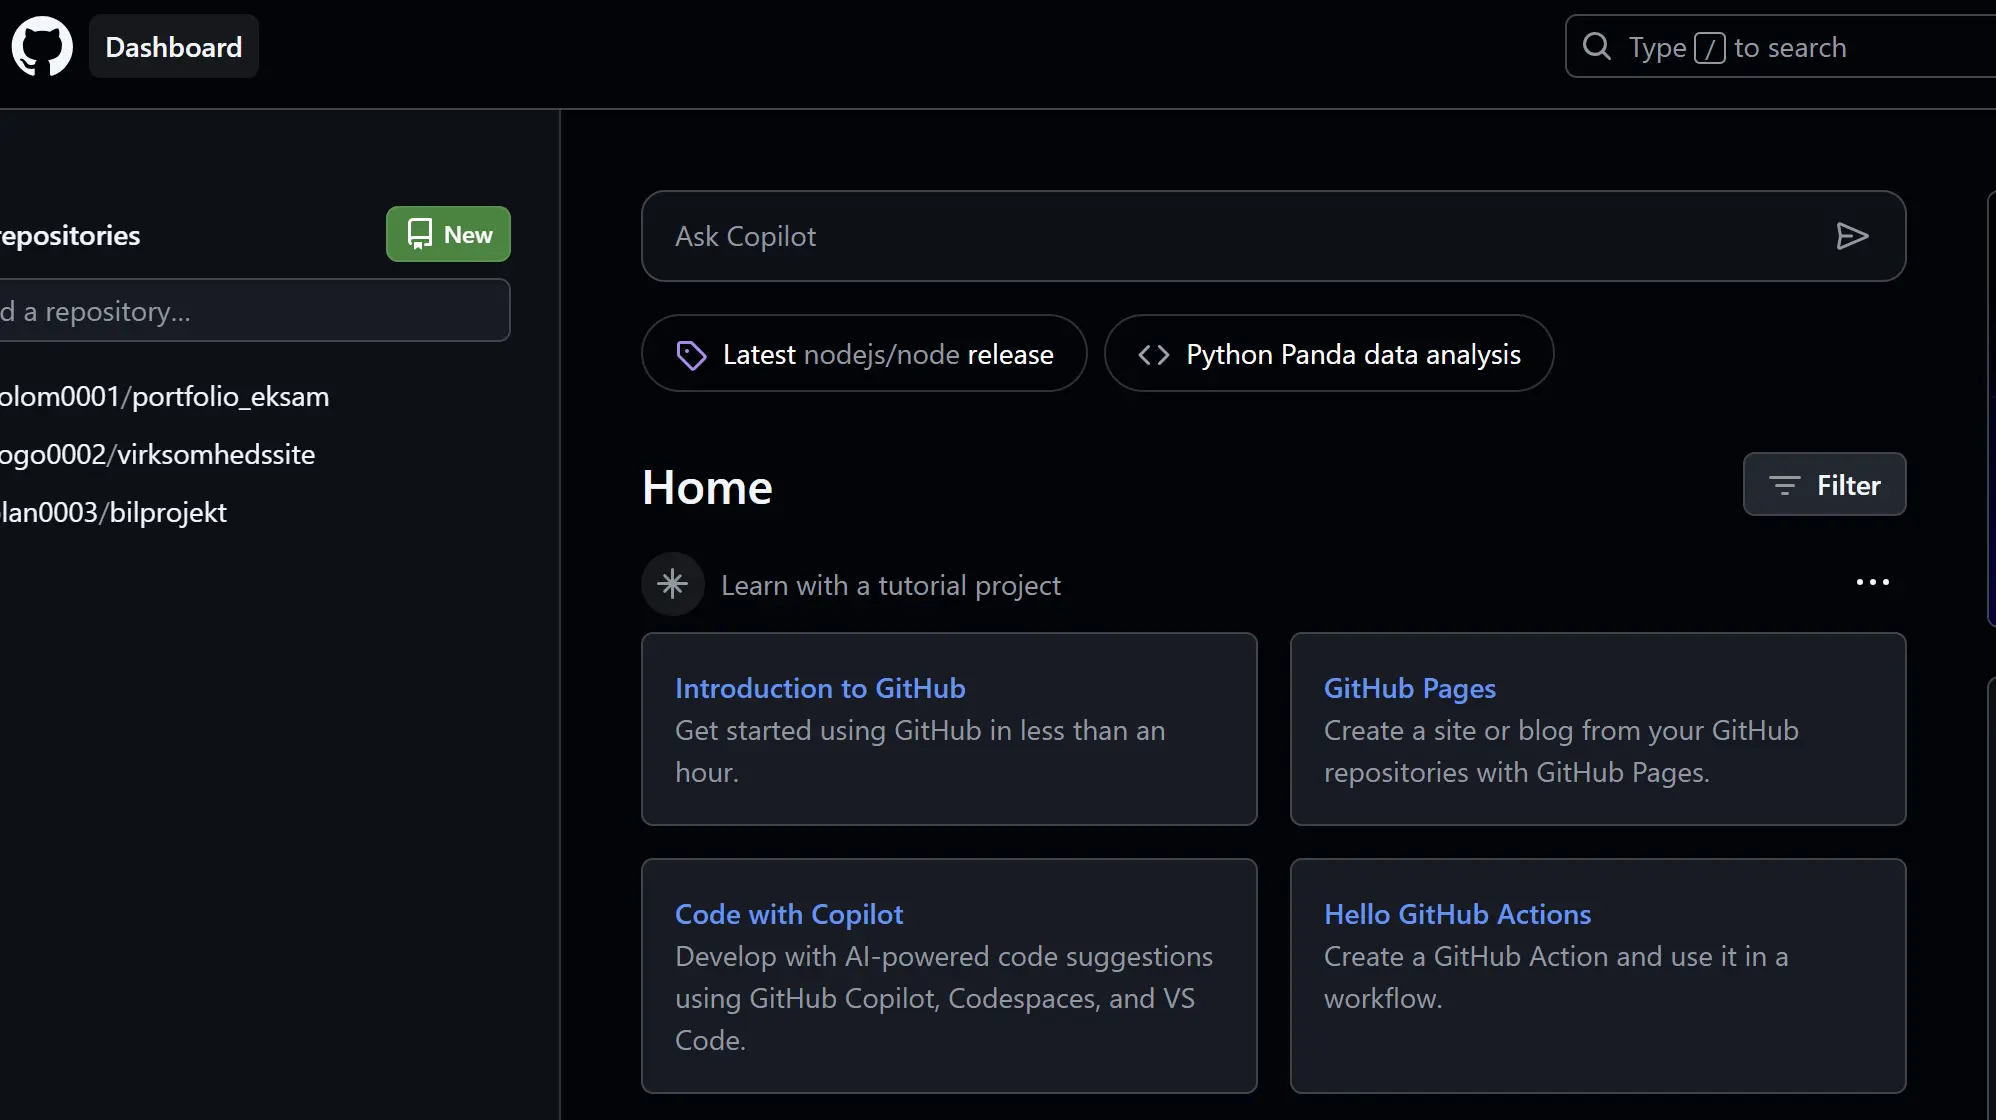 Dashboard
Type / to search
epositories
New
d a repository...
olom0001/portfolio_eksam
ogo0002/virksomhedssite
lan0003/bilprojekt
Ask Copilot
Latest nodejs/node release
Python Panda data analysis
Home
Filter
Learn with a tutorial project
Introduction to GitHub
Get started using GitHub in less than an
hour.
GitHub Pages
Create a site or blog from your GitHub
repositories with GitHub Pages.
Code with Copilot
Develop with AI-powered code suggestions
using GitHub Copilot, Codespaces, and VS
Code.
Hello GitHub Actions
Create a GitHub Action and use it in a
workflow.